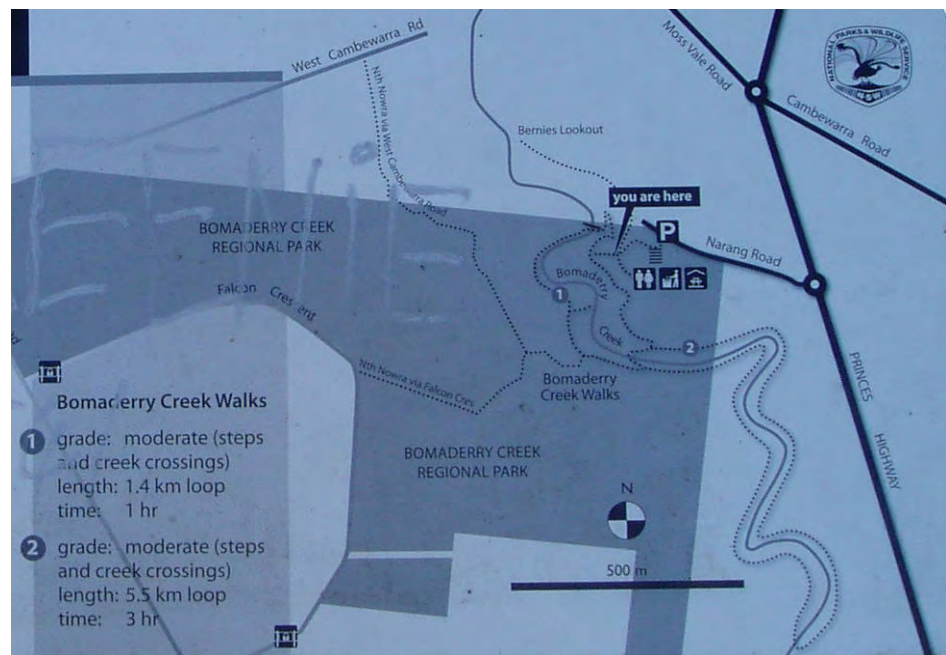 West Cambewarra Rd
Moss Vale Road
NATIONAL PARKS & WILDLIFE SERVICE
NSW
Cambewarra Road
Nth Nowra via West Cambewarra Road
Bernies Lookout
you are here
P
Narang Road
BOMADERRY CREEK
REGIONAL PARK
Bomaderry
Creek
1
2
Falcon Crescent
Nth Nowra via Falcon Cres
Bomaderry
Creek Walks
PRINCES HIGHWAY
BOMADERRY CREEK
REGIONAL PARK
Bomaderry Creek Walks
1 grade: moderate (steps
and creek crossings)
length: 1.4 km loop
time: 1 hr
2 grade: moderate (steps
and creek crossings)
length: 5.5 km loop
time: 3 hr
N
500 m